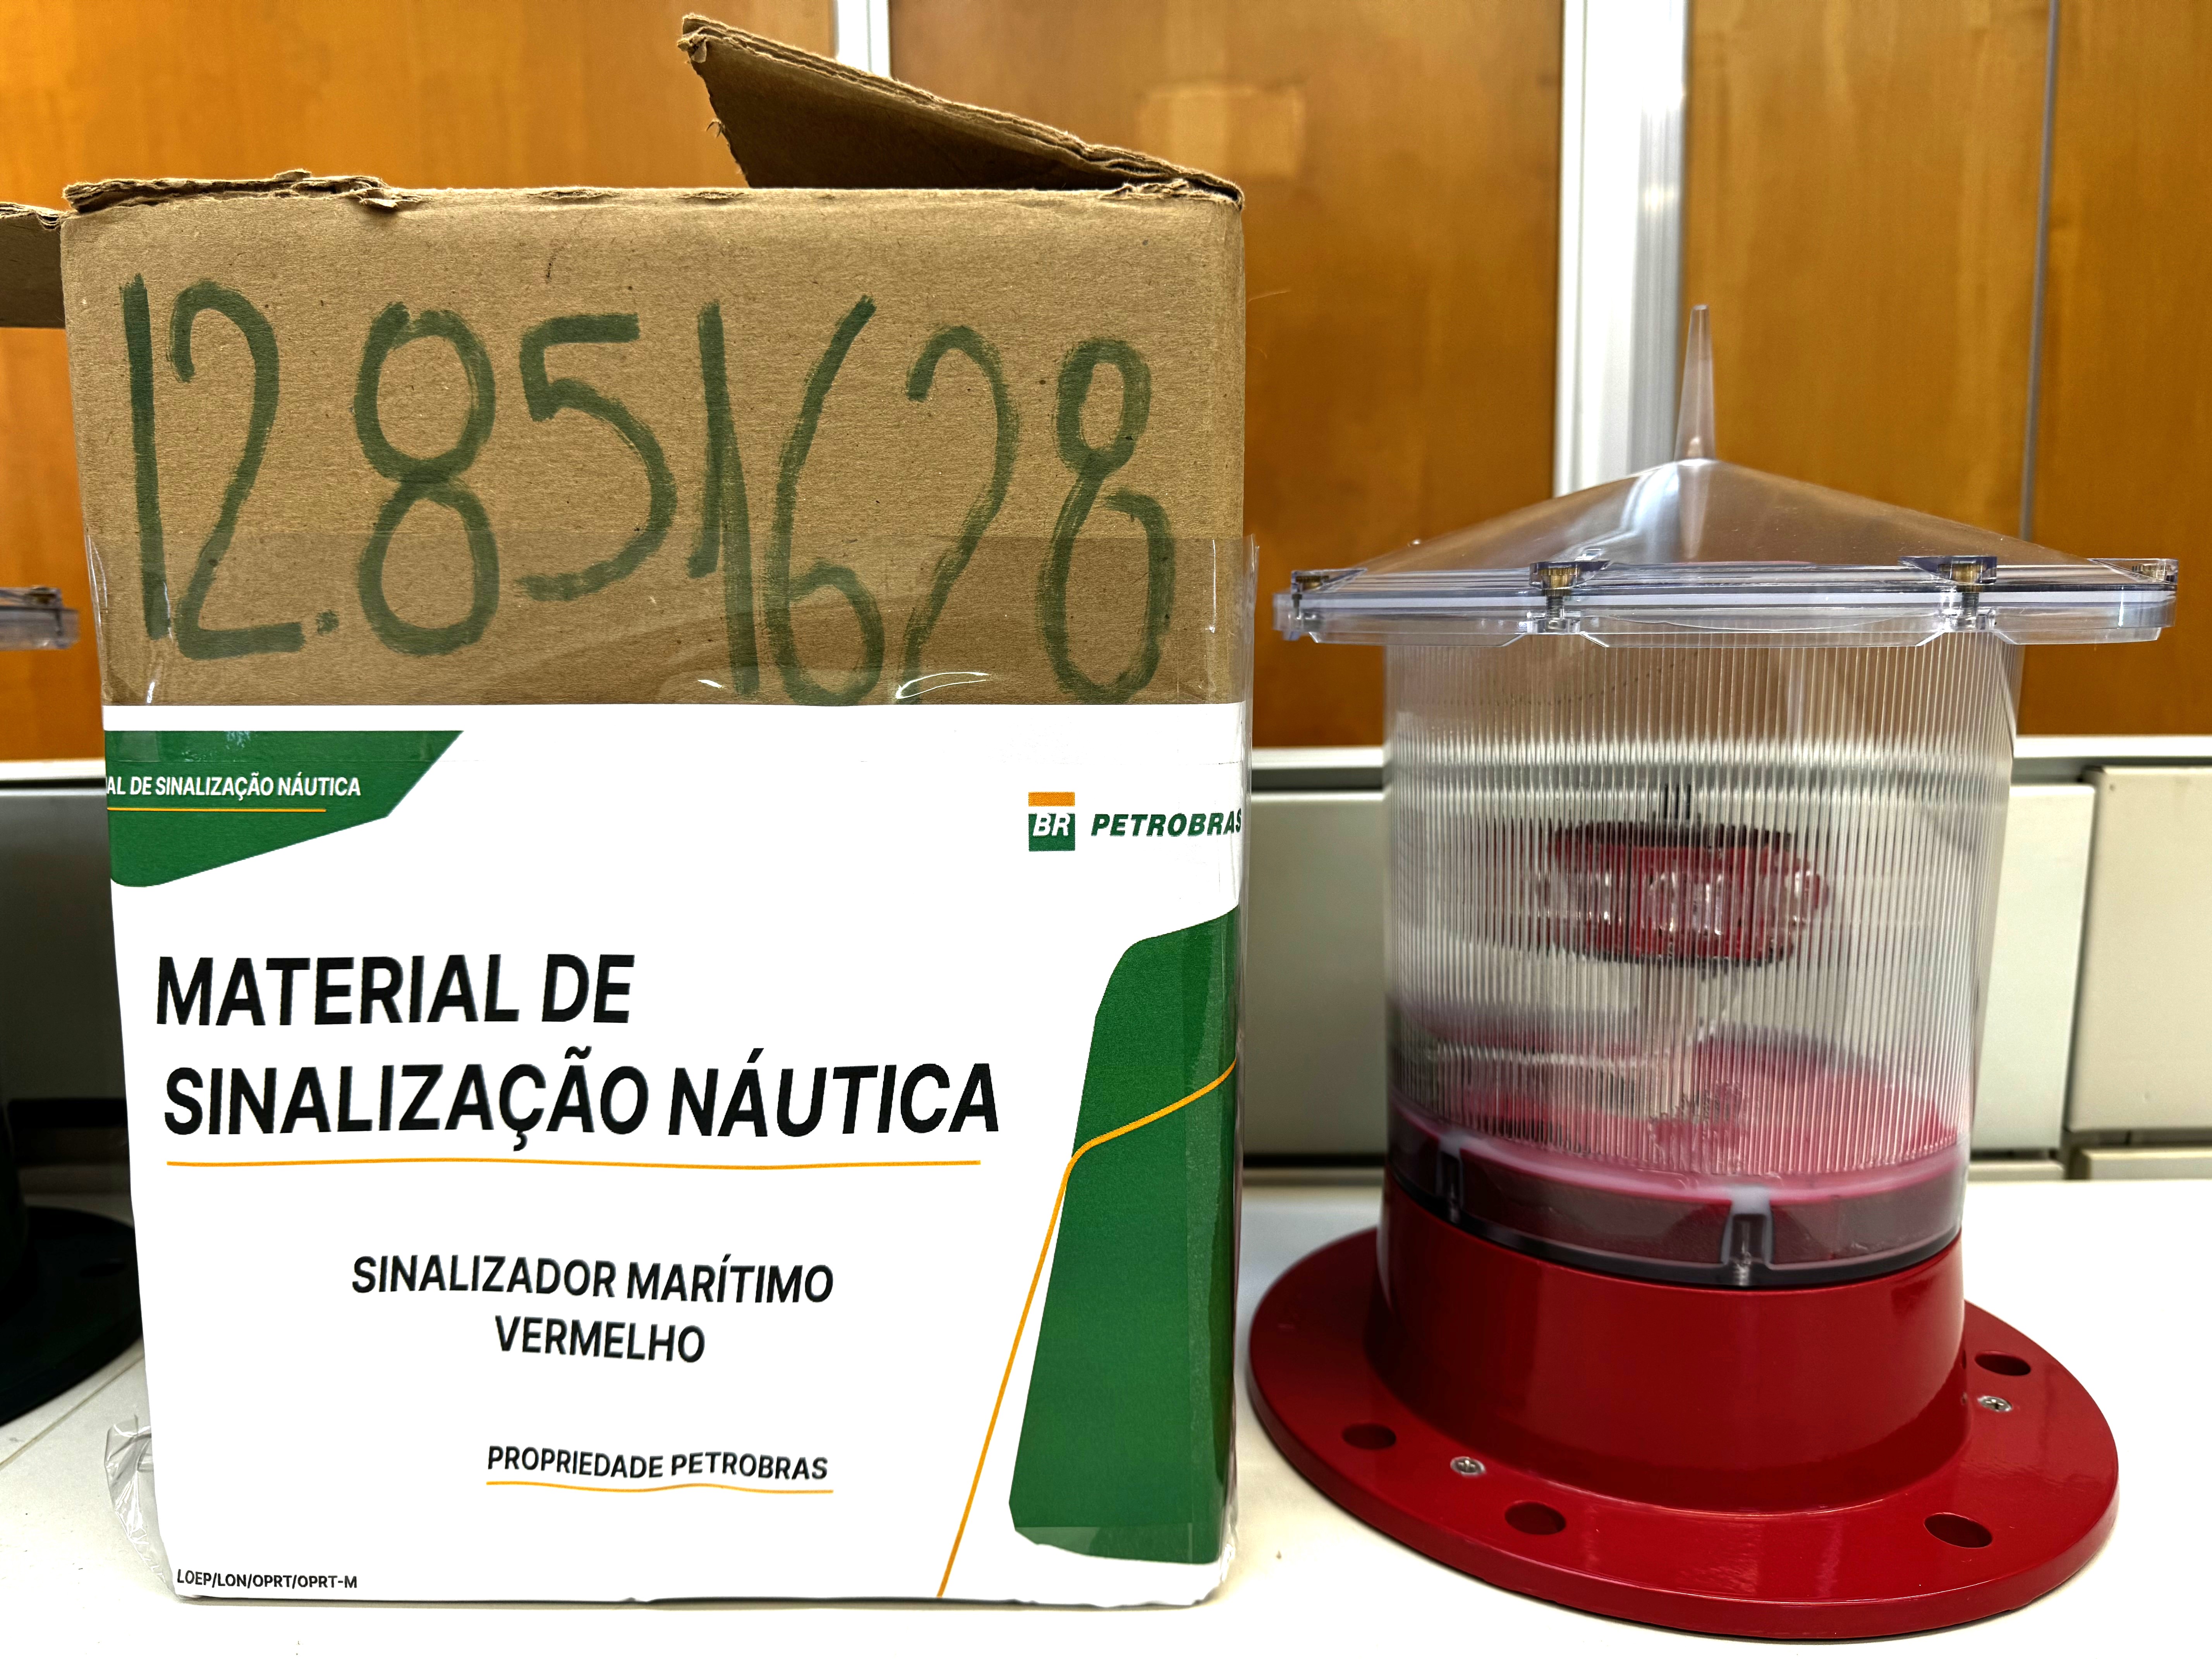 12.851628
AL DE SINALIZAÇÃO NÁUTICA
BR PETROBRAS
MATERIAL DE
SINALIZAÇÃO NÁUTICA
SINALIZADOR MARÍTIMO
VERMELHO
PROPRIEDADE PETROBRAS
LOEP/LON/OPRT/OPRT-M